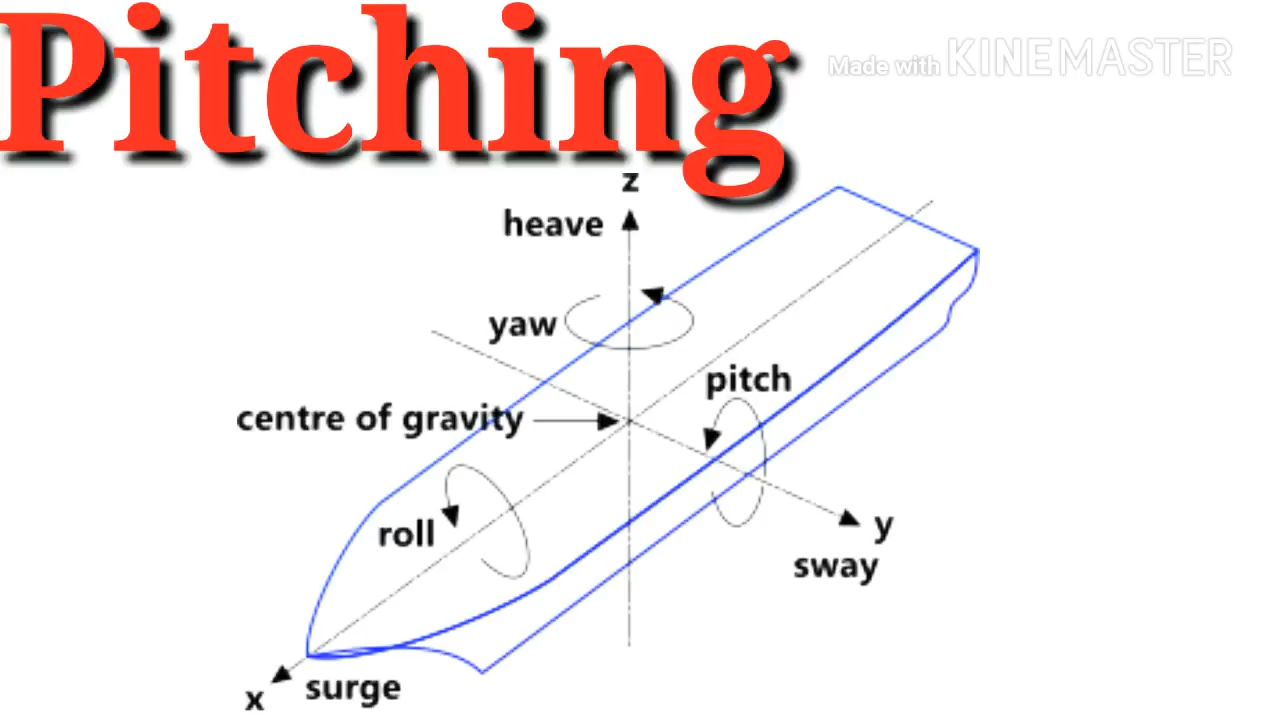 Pitching
Made with KINEMASTER
z
heave
yaw
pitch
centre of gravity
roll
y
sway
x
surge